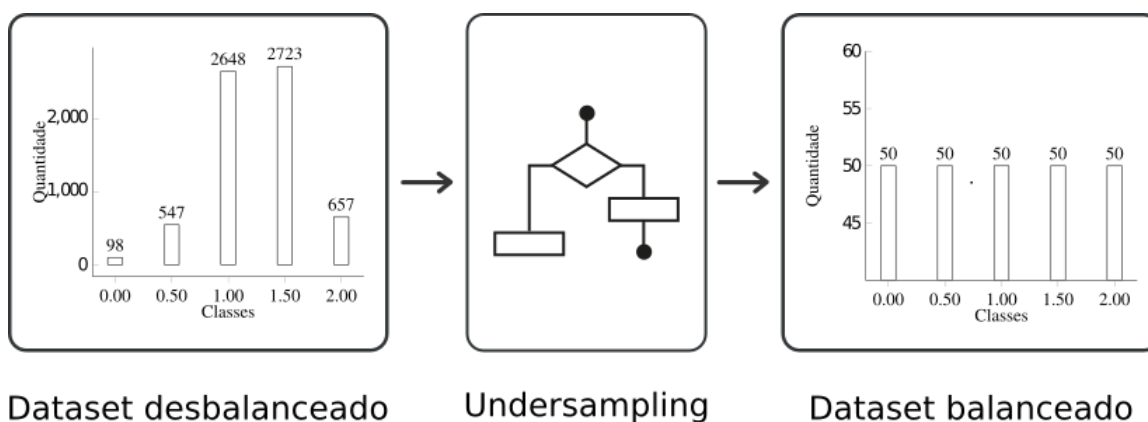 2648 2723
2,000
Quantidade
1,000
547
657
98
0
0.00 0.50 1.00 1.50 2.00
Classes
Dataset desbalanceado
Undersampling
60
55
Quantidade
50
50 50 50 50 50
45
0.00 0.50 1.00 1.50 2.00
Classes
Dataset balanceado